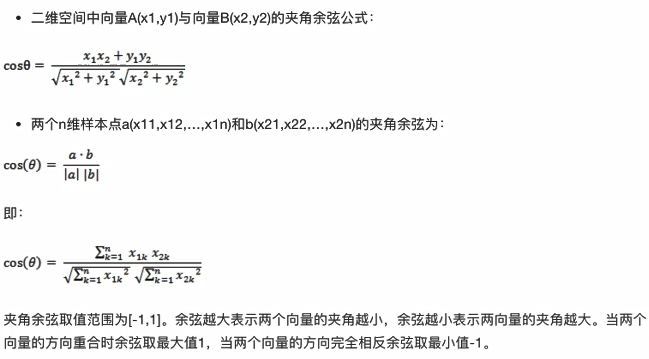 • 二维空间中向量A(x1,y1)与向量B(x2,y2)的夹角余弦公式：
cosθ = \frac{x_1x_2 + y_1y_2}{\sqrt{x_1^2 + y_1^2}\sqrt{x_2^2 + y_2^2}}
• 两个n维样本点a(x11,x12,…,x1n)和b(x21,x22,…,x2n)的夹角余弦为：
cos(θ) = \frac{a \cdot b}{|a| |b|}
即：
cos(θ) = \frac{\sum_{k=1}^{n} x_{1k} x_{2k}}{\sqrt{\sum_{k=1}^{n} x_{1k}^2} \sqrt{\sum_{k=1}^{n} x_{2k}^2}}
夹角余弦取值范围为[-1,1]。余弦越大表示两个向量的夹角越小，余弦越小表示两向量的夹角越大。当两个
向量的方向重合时余弦取最大值1，当两个向量的方向完全相反余弦取最小值-1。